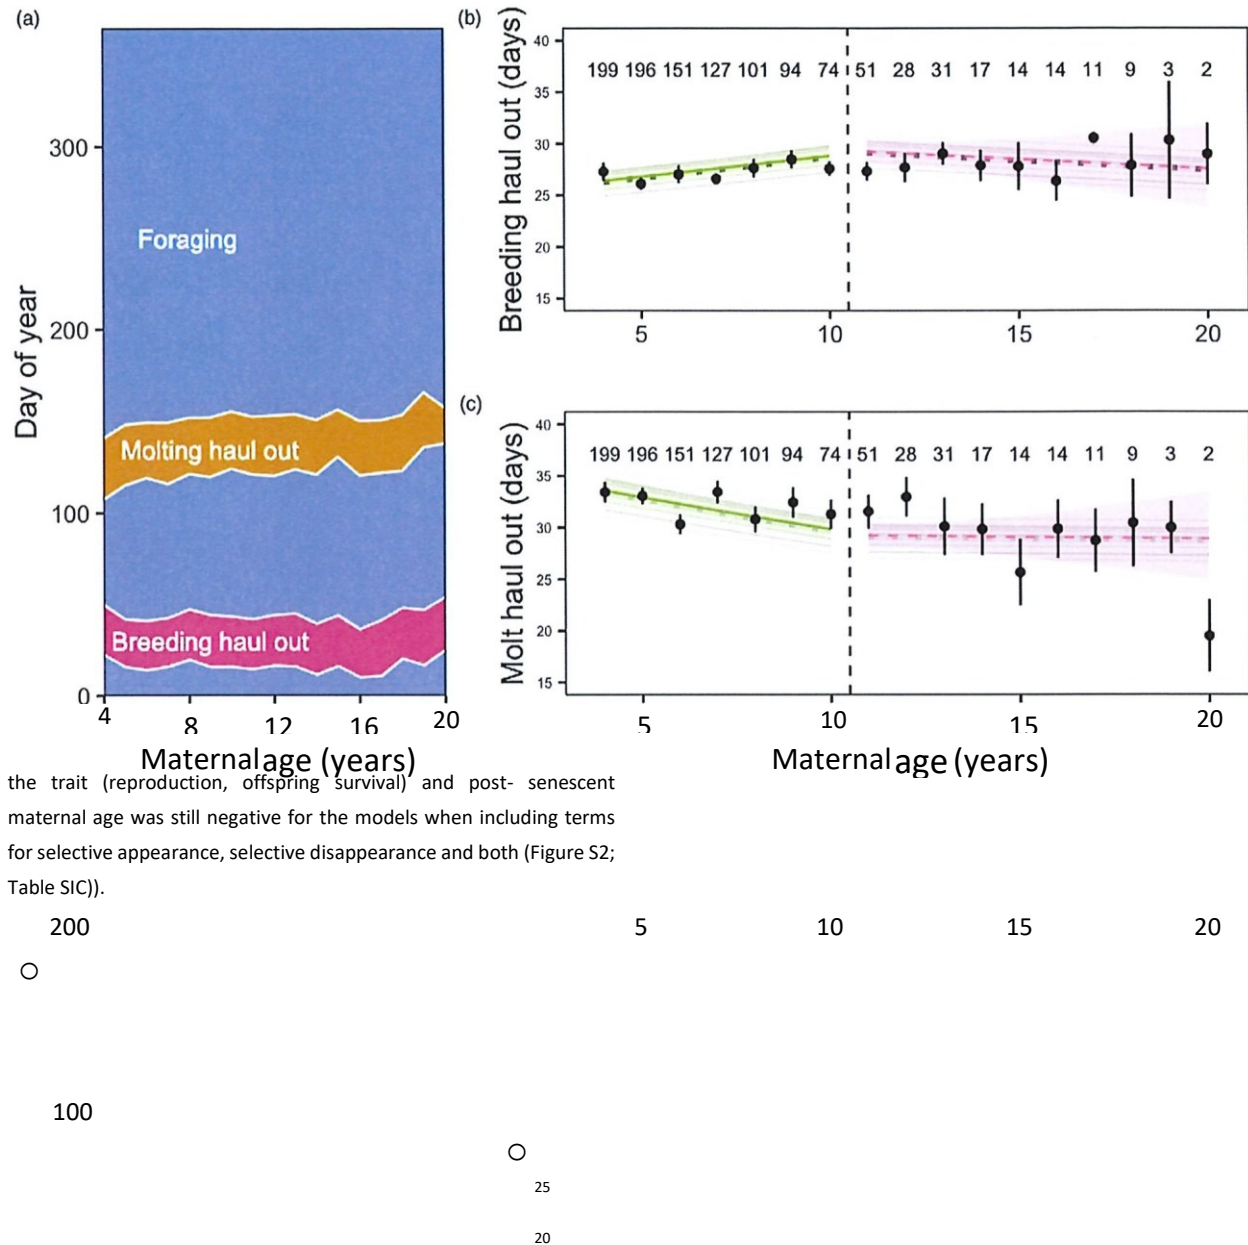 (a)
Day of year
300
200
100
0
Foraging
Molting haul out
Breeding haul out
4 8 12 16 20
Maternal age (years)
(b)
Breeding haul out (days)
40
35
30
25
20
15
199 196 151 127 101 94 74 51 28 31 17 14 14 11 9 3 2
5 10 15 20
(c)
Molt haul out (days)
40
35
30
25
20
15
199 196 151 127 101 94 74 51 28 31 17 14 14 11 9 3 2
5 10 15 20
Maternal age (years)
the trait (reproduction, offspring survival) and post- senescent
maternal age was still negative for the models when including terms
for selective appearance, selective disappearance and both (Figure S2;
Table SIC)).
200 5 10 15 20
100
25
20